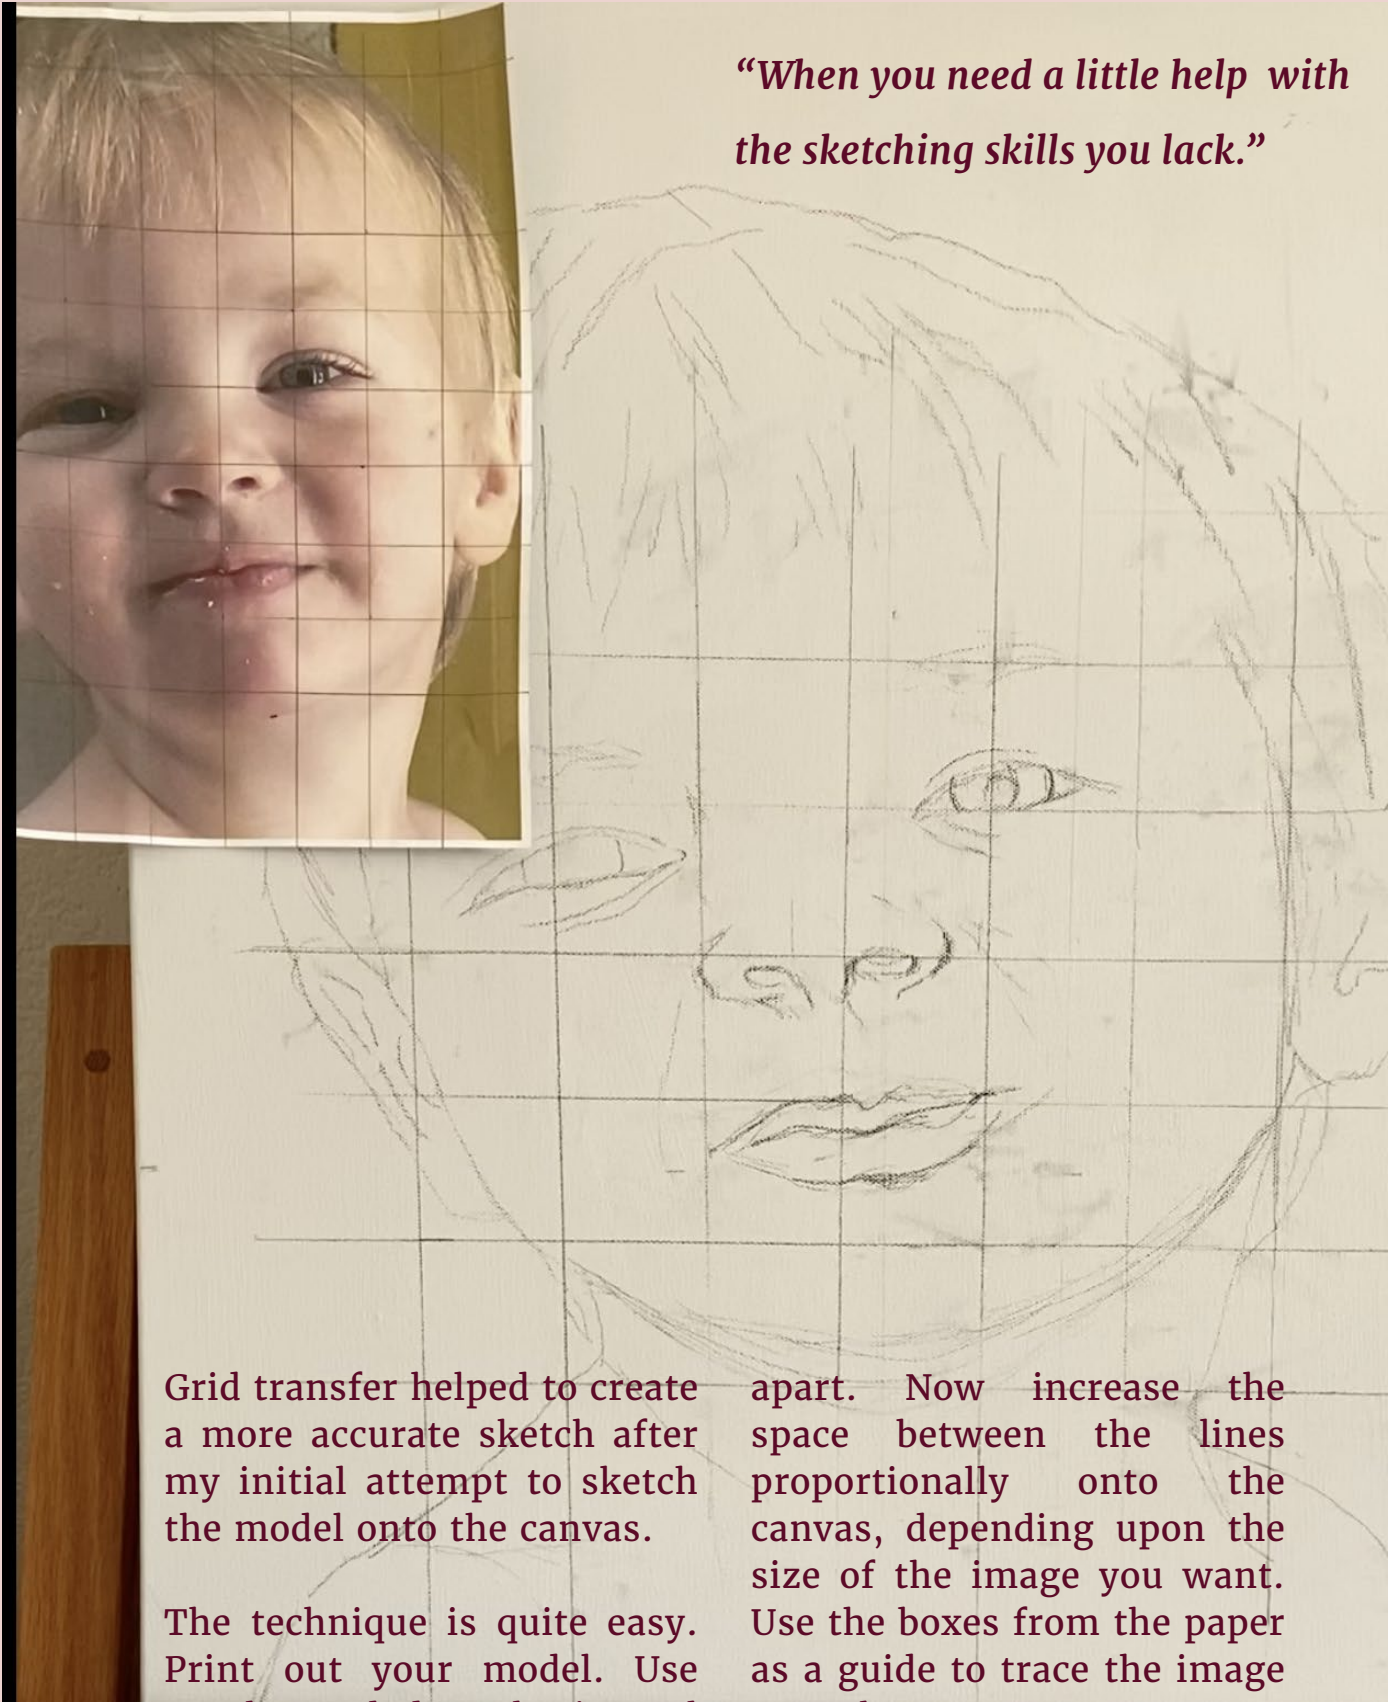 “When you need a little help with
the sketching skills you lack.”
Grid transfer helped to create
a more accurate sketch after
my initial attempt to sketch
the model onto the canvas.
The technique is quite easy.
Print out your model. Use
apart. Now increase the
space between the lines
proportionally onto the
canvas, depending upon the
size of the image you want.
Use the boxes from the paper
as a guide to trace the image